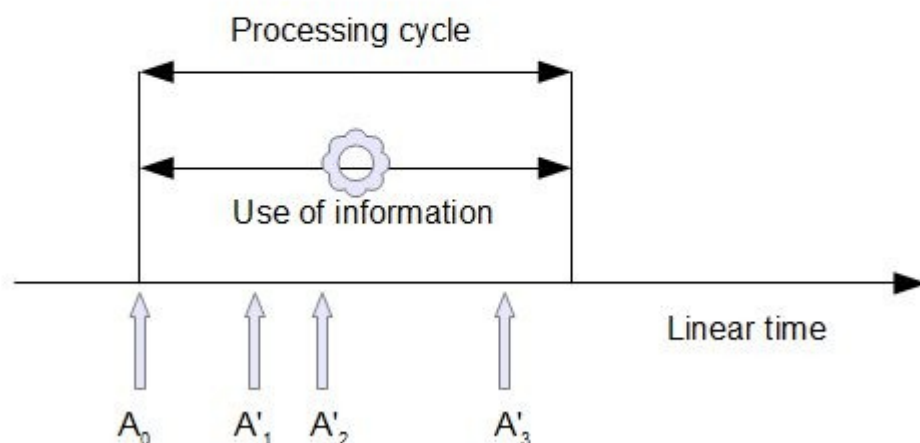 Processing cycle
Use of information
Linear time
A₀ A'₁ A'₂ A'₃